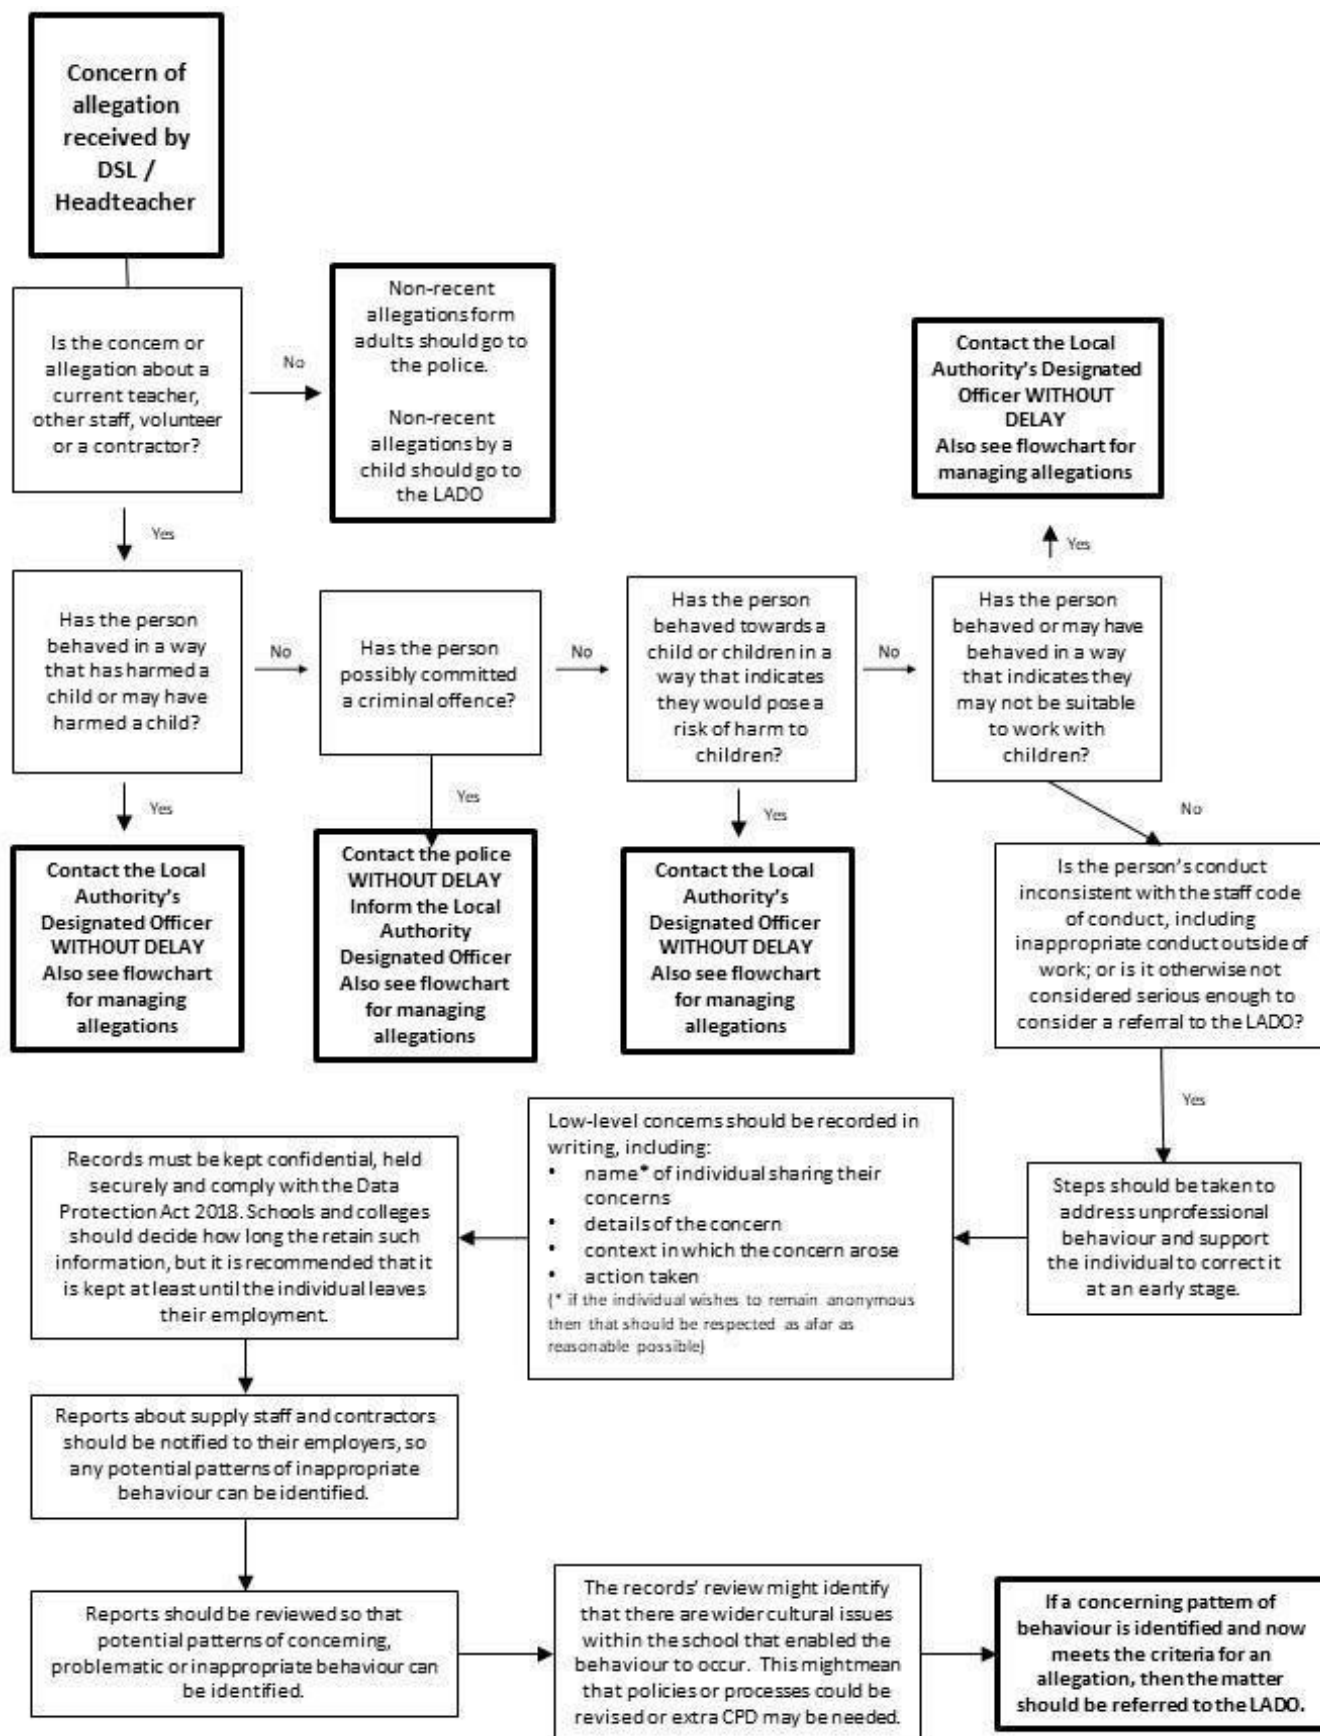 Concern of
allegation
received by
DSL /
Headteacher
Is the concern or
allegation about a
current teacher,
other staff, volunteer
or a contractor?
No
Non-recent
allegations form
adults should go to
the police.
Non-recent
allegations by a
child should go to
the LADO
Contact the Local
Authority's Designated
Officer WITHOUT
DELAY
Also see flowchart for
managing allegations
Yes
Yes
Has the person
behaved in a way
that has harmed a
child or may have
harmed a child?
No
Has the person
possibly committed
a criminal offence?
No
Has the person
behaved towards a
child or children in a
way that indicates
they would pose a
risk of harm to
children?
No
Has the person
behaved or may have
behaved in a way
that indicates they
may not be suitable
to work with
children?
Yes
Yes
Yes
No
Contact the Local
Authority's
Designated Officer
WITHOUT DELAY
Also see flowchart
for managing
allegations
Contact the police
WITHOUT DELAY
Inform the Local
Authority
Designated Officer
Also see flowchart
for managing
allegations
Contact the Local
Authority's
Designated Officer
WITHOUT DELAY
Also see flowchart
for managing
allegations
Is the person's conduct
inconsistent with the staff code
of conduct, including
inappropriate conduct outside of
work; or is it otherwise not
considered serious enough to
consider a referral to the LADO?
Yes
Steps should be taken to
address unprofessional
behaviour and support
the individual to correct it
at an early stage.
Low-level concerns should be recorded in
writing, including:
• name* of individual sharing their
concerns
• details of the concern
• context in which the concern arose
• action taken
(* if the individual wishes to remain anonymous
then that should be respected as afar as
reasonable possible)
Records must be kept confidential, held
securely and comply with the Data
Protection Act 2018. Schools and colleges
should decide how long the retain such
information, but it is recommended that it
is kept at least until the individual leaves
their employment.
Reports about supply staff and contractors
should be notified to their employers, so
any potential patterns of inappropriate
behaviour can be identified.
Reports should be reviewed so that
potential patterns of concerning,
problematic or inappropriate behaviour can
be identified.
The records' review might identify
that there are wider cultural issues
within the school that enabled the
behaviour to occur. This might mean
that policies or processes could be
revised or extra CPD may be needed.
If a concerning pattern of
behaviour is identified and now
meets the criteria for an
allegation, then the matter
should be referred to the LADO.